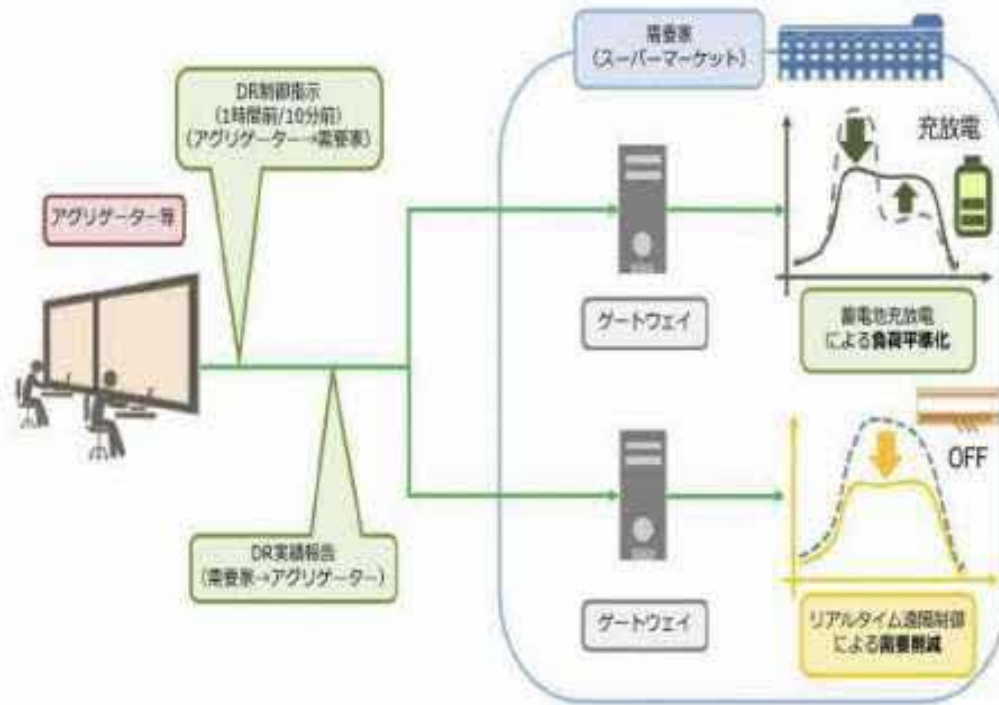 需要家
（スーパーマーケット）
DR制御指示
（1時間前/10分前）
（アグリゲーター→需要家）
アグリゲーター等
充放電
ゲートウェイ
蓄電池充放電
による負荷平準化
OFF
DR実績報告
（需要家→アグリゲーター）
ゲートウェイ
リアルタイム遠隔制御
による需要削減